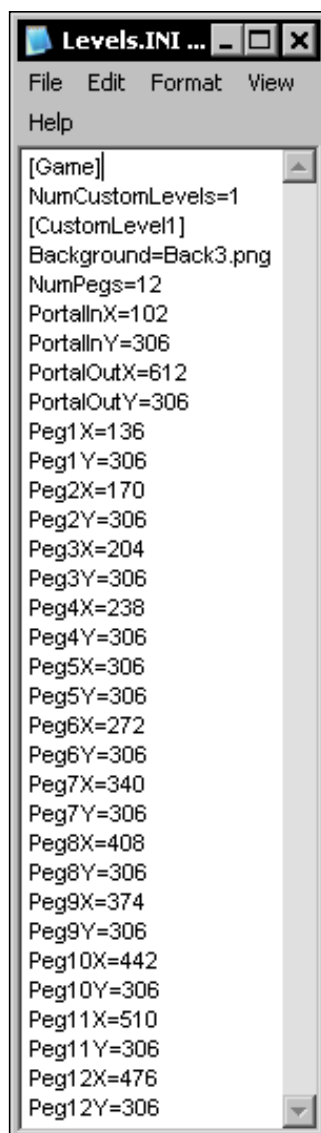 Levels.INI ...
File Edit Format View
Help
[Game]
NumCustomLevels=1
[CustomLevel1]
Background=Back3.png
NumPegs=12
PortalInX=102
PortalInY=306
PortalOutX=612
PortalOutY=306
Peg1X=136
Peg1Y=306
Peg2X=170
Peg2Y=306
Peg3X=204
Peg3Y=306
Peg4X=238
Peg4Y=306
Peg5X=306
Peg5Y=306
Peg6X=272
Peg6Y=306
Peg7X=340
Peg7Y=306
Peg8X=408
Peg8Y=306
Peg9X=374
Peg9Y=306
Peg10X=442
Peg10Y=306
Peg11X=510
Peg11Y=306
Peg12X=476
Peg12Y=306